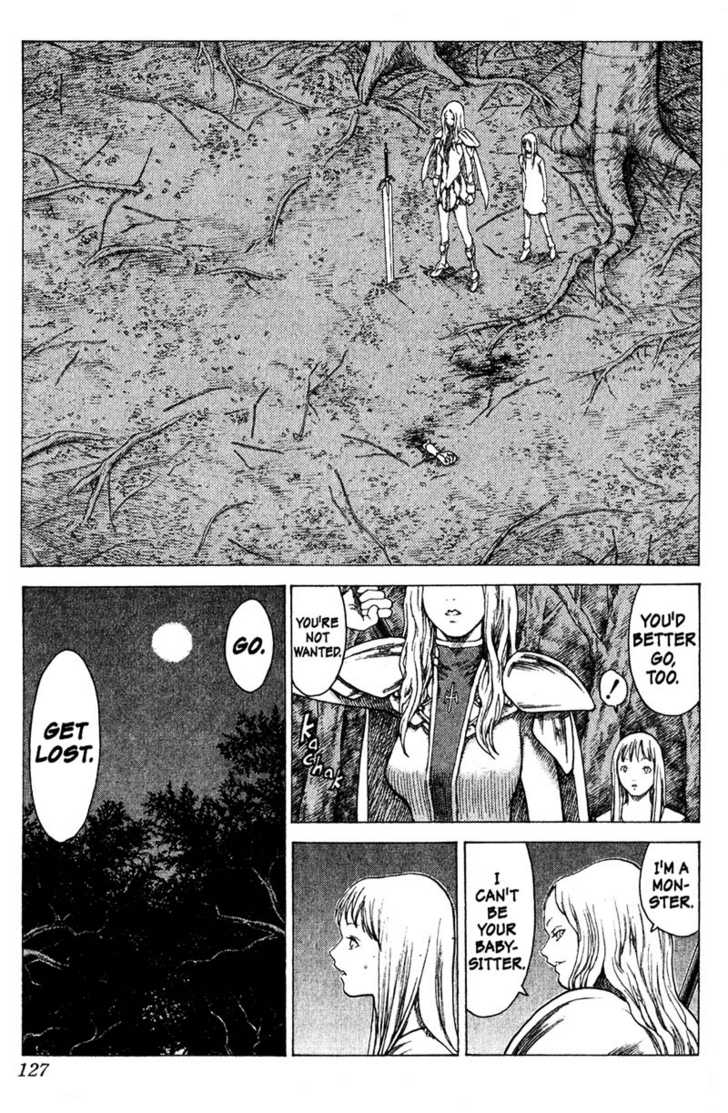 YOU'D
BETTER
GO,
TOO.
!
YOU'RE
NOT
WANTED.
kachak
I'M A
MON-
STER.
I
CAN'T
BE
YOUR
BABY-
SITTER.
GO.
GET
LOST.
127